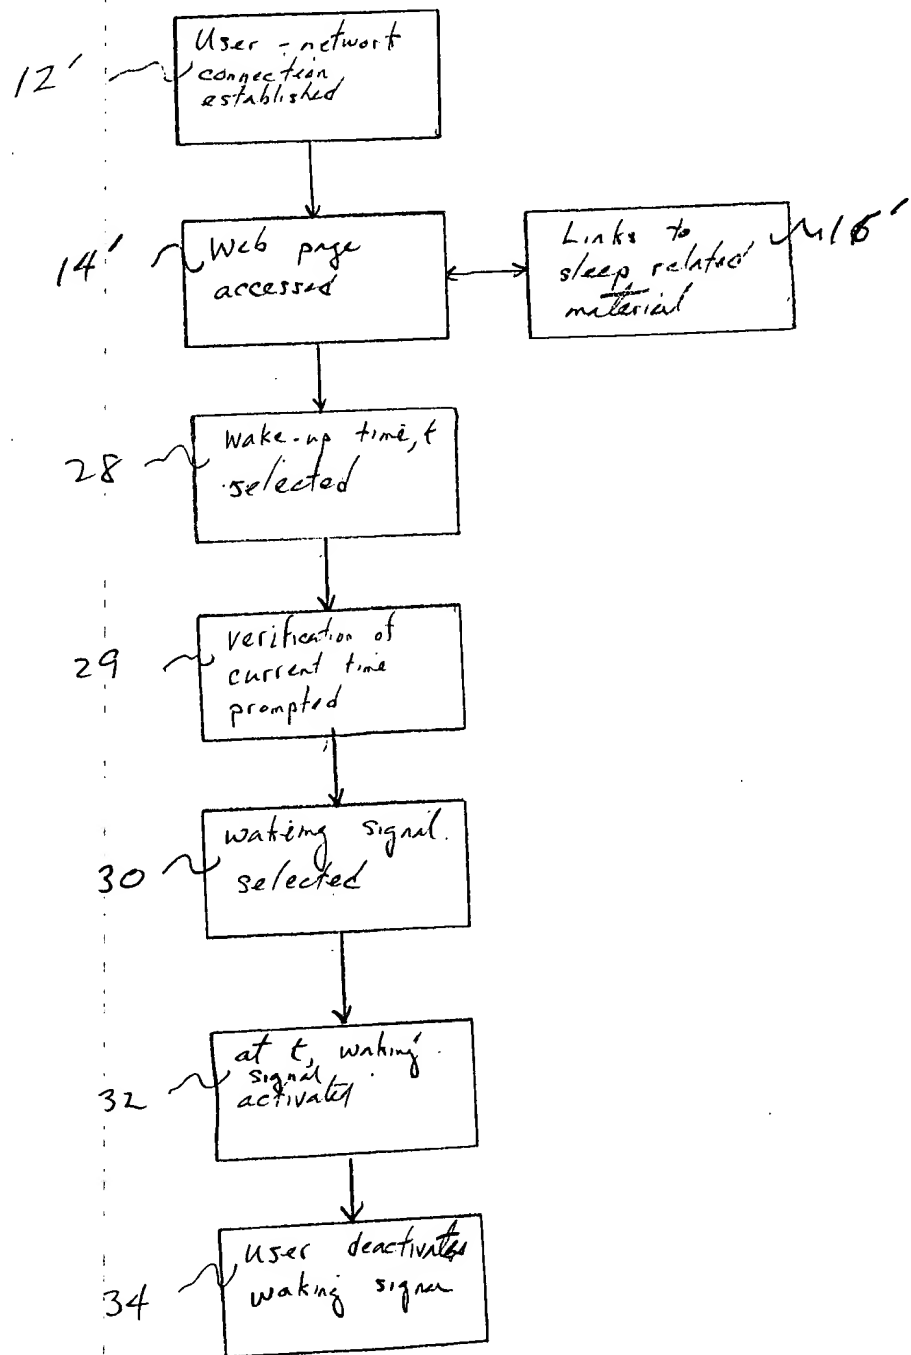 12'
User - network
connection
established
14'
Web page
accessed
Links to
sleep related
material
16'
28
wake-up time, t
selected
29
verification of
current time
prompted
30
waking signal
selected
32
at t, waking
signal
activated
34
User deactivates
waking signal